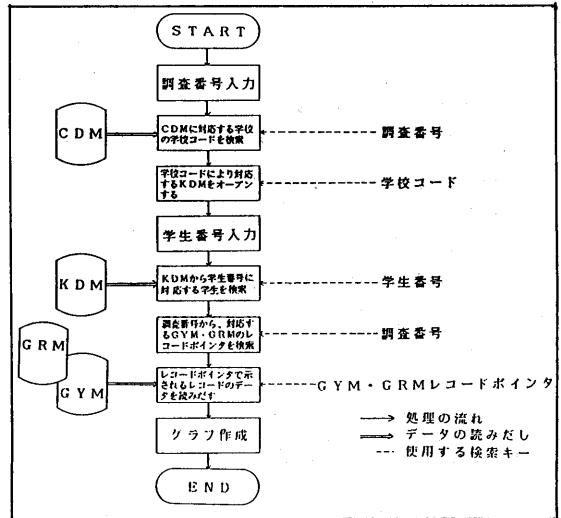 START
調査番号入力
CDM
CDMに対応する学校
の学校コードを検索
調査番号
学校コードにより対応
するKDMをオープン
する
学校コード
学生番号入力
KDM
KDMから学生番号に
対応する学生を検索
学生番号
調査番号から、対応す
るGYM・GRMのレ
コードポインタを検索
調査番号
GRM
GYM
レコードポインタで示
されるレコードのデー
タを読みだす
GYM・GRMレコードポインタ
グラフ作成
END
処理の流れ
データの読みだし
使用する検索キー